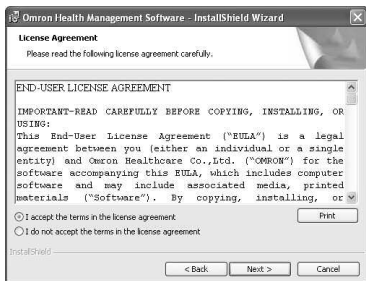 Omron Health Management Software - InstallShield Wizard
License Agreement
Please read the following license agreement carefully.
END-USER LICENSE AGREEMENT
IMPORTANT-READ CAREFULLY BEFORE COPYING, INSTALLING, OR
USING:
This End-User License Agreement ("EULA") is a legal
agreement between you (either an individual or a single
entity) and Omron Healthcare Co.,Ltd. ("OMRON") for the
software accompanying this EULA, which includes computer
software and may include associated media, printed
materials ("Software"). By copying, installing, or
I accept the terms in the license agreement
Print
I do not accept the terms in the license agreement
InstallShield
< Back
Next >
Cancel